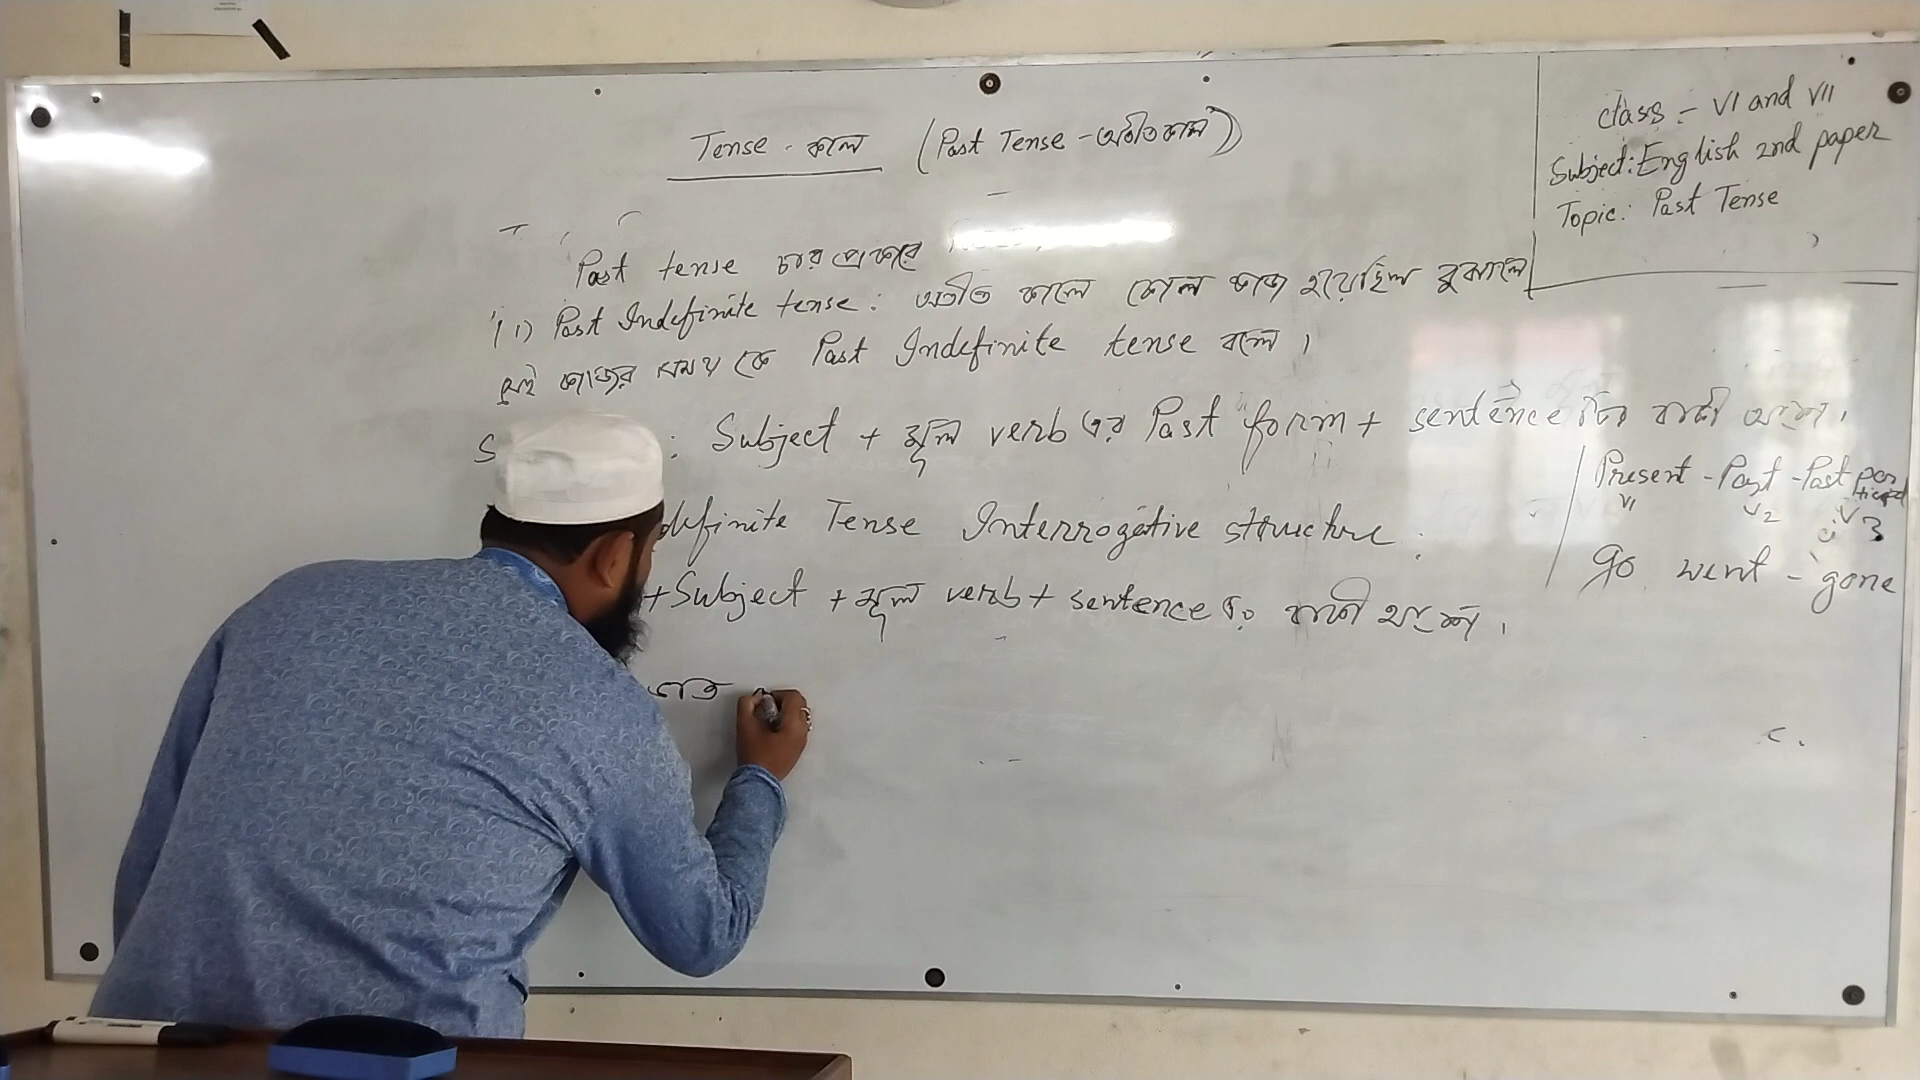 Tense - কাল (Past Tense - অতীতকাল)
Class - VI and VII
Subject: English 2nd paper
Topic: Past Tense
Past tense চার প্রকার
(1) Past Indefinite tense: অতীত কালে কোন কাজ হয়েছিল বুঝালে
সেই কাজের সময় কে Past Indefinite tense বলে।
S : Subject + মূল verb এর Past form + sentence টির বাকী অংশ।
definite Tense Interrogative structure:
+ Subject + মূল verb + sentence এর বাকী অংশ।
Present - Past - Past par
V1 V2 V3
go went - gone